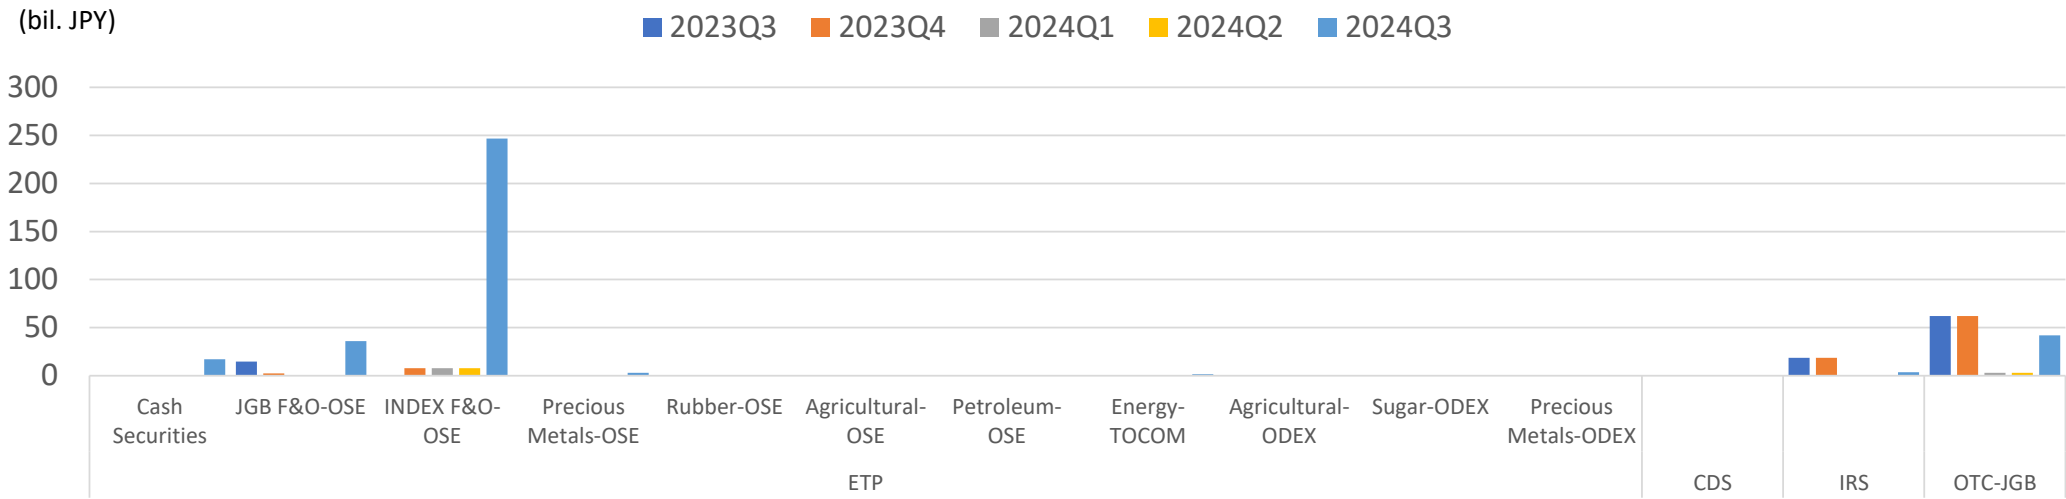 (bil. JPY)
2023Q3 2023Q4 2024Q1 2024Q2 2024Q3
300
250
200
150
100
50
0
Cash Securities
JGB F&O-OSE
INDEX F&O-OSE
Precious Metals-OSE
Rubber-OSE
Agricultural-OSE
Petroleum-OSE
Energy-TOCOM
Agricultural-ODEX
Sugar-ODEX
Precious Metals-ODEX
ETP
CDS
IRS
OTC-JGB